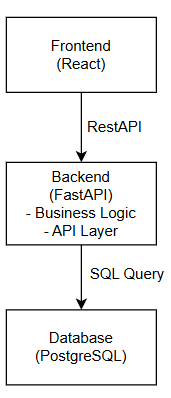 Frontend
(React)
RestAPI
Backend
(FastAPI)
- Business Logic
- API Layer
SQL Query
Database
(PostgreSQL)